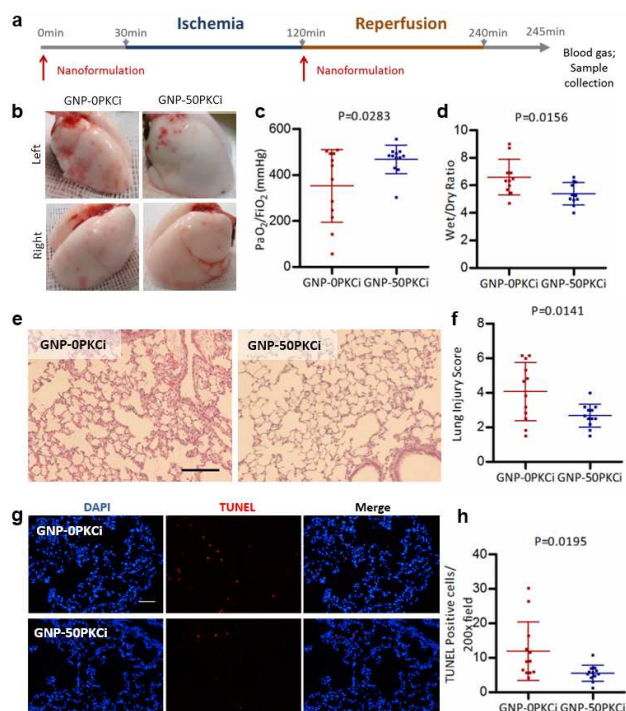 a
0min
30min
Ischemia
120min
Reperfusion
240min
245min
Nanoformulation
Nanoformulation
Blood gas;
Sample
collection
b
GNP-0PKCi
GNP-50PKCi
Left
Right
c
P=0.0283
PaO2/FiO2 (mmHg)
600
400
200
0
GNP-0PKCi
GNP-50PKCi
d
P=0.0156
Wet/Dry Ratio
10
8
6
4
2
0
GNP-0PKCi
GNP-50PKCi
e
GNP-0PKCi
GNP-50PKCi
f
P=0.0141
Lung Injury Score
8
6
4
2
0
GNP-0PKCi
GNP-50PKCi
g
DAPI
TUNEL
Merge
GNP-0PKCi
GNP-50PKCi
h
P=0.0195
TUNEL Positive cells/
200x field
40
30
20
10
0
GNP-0PKCi
GNP-50PKCi